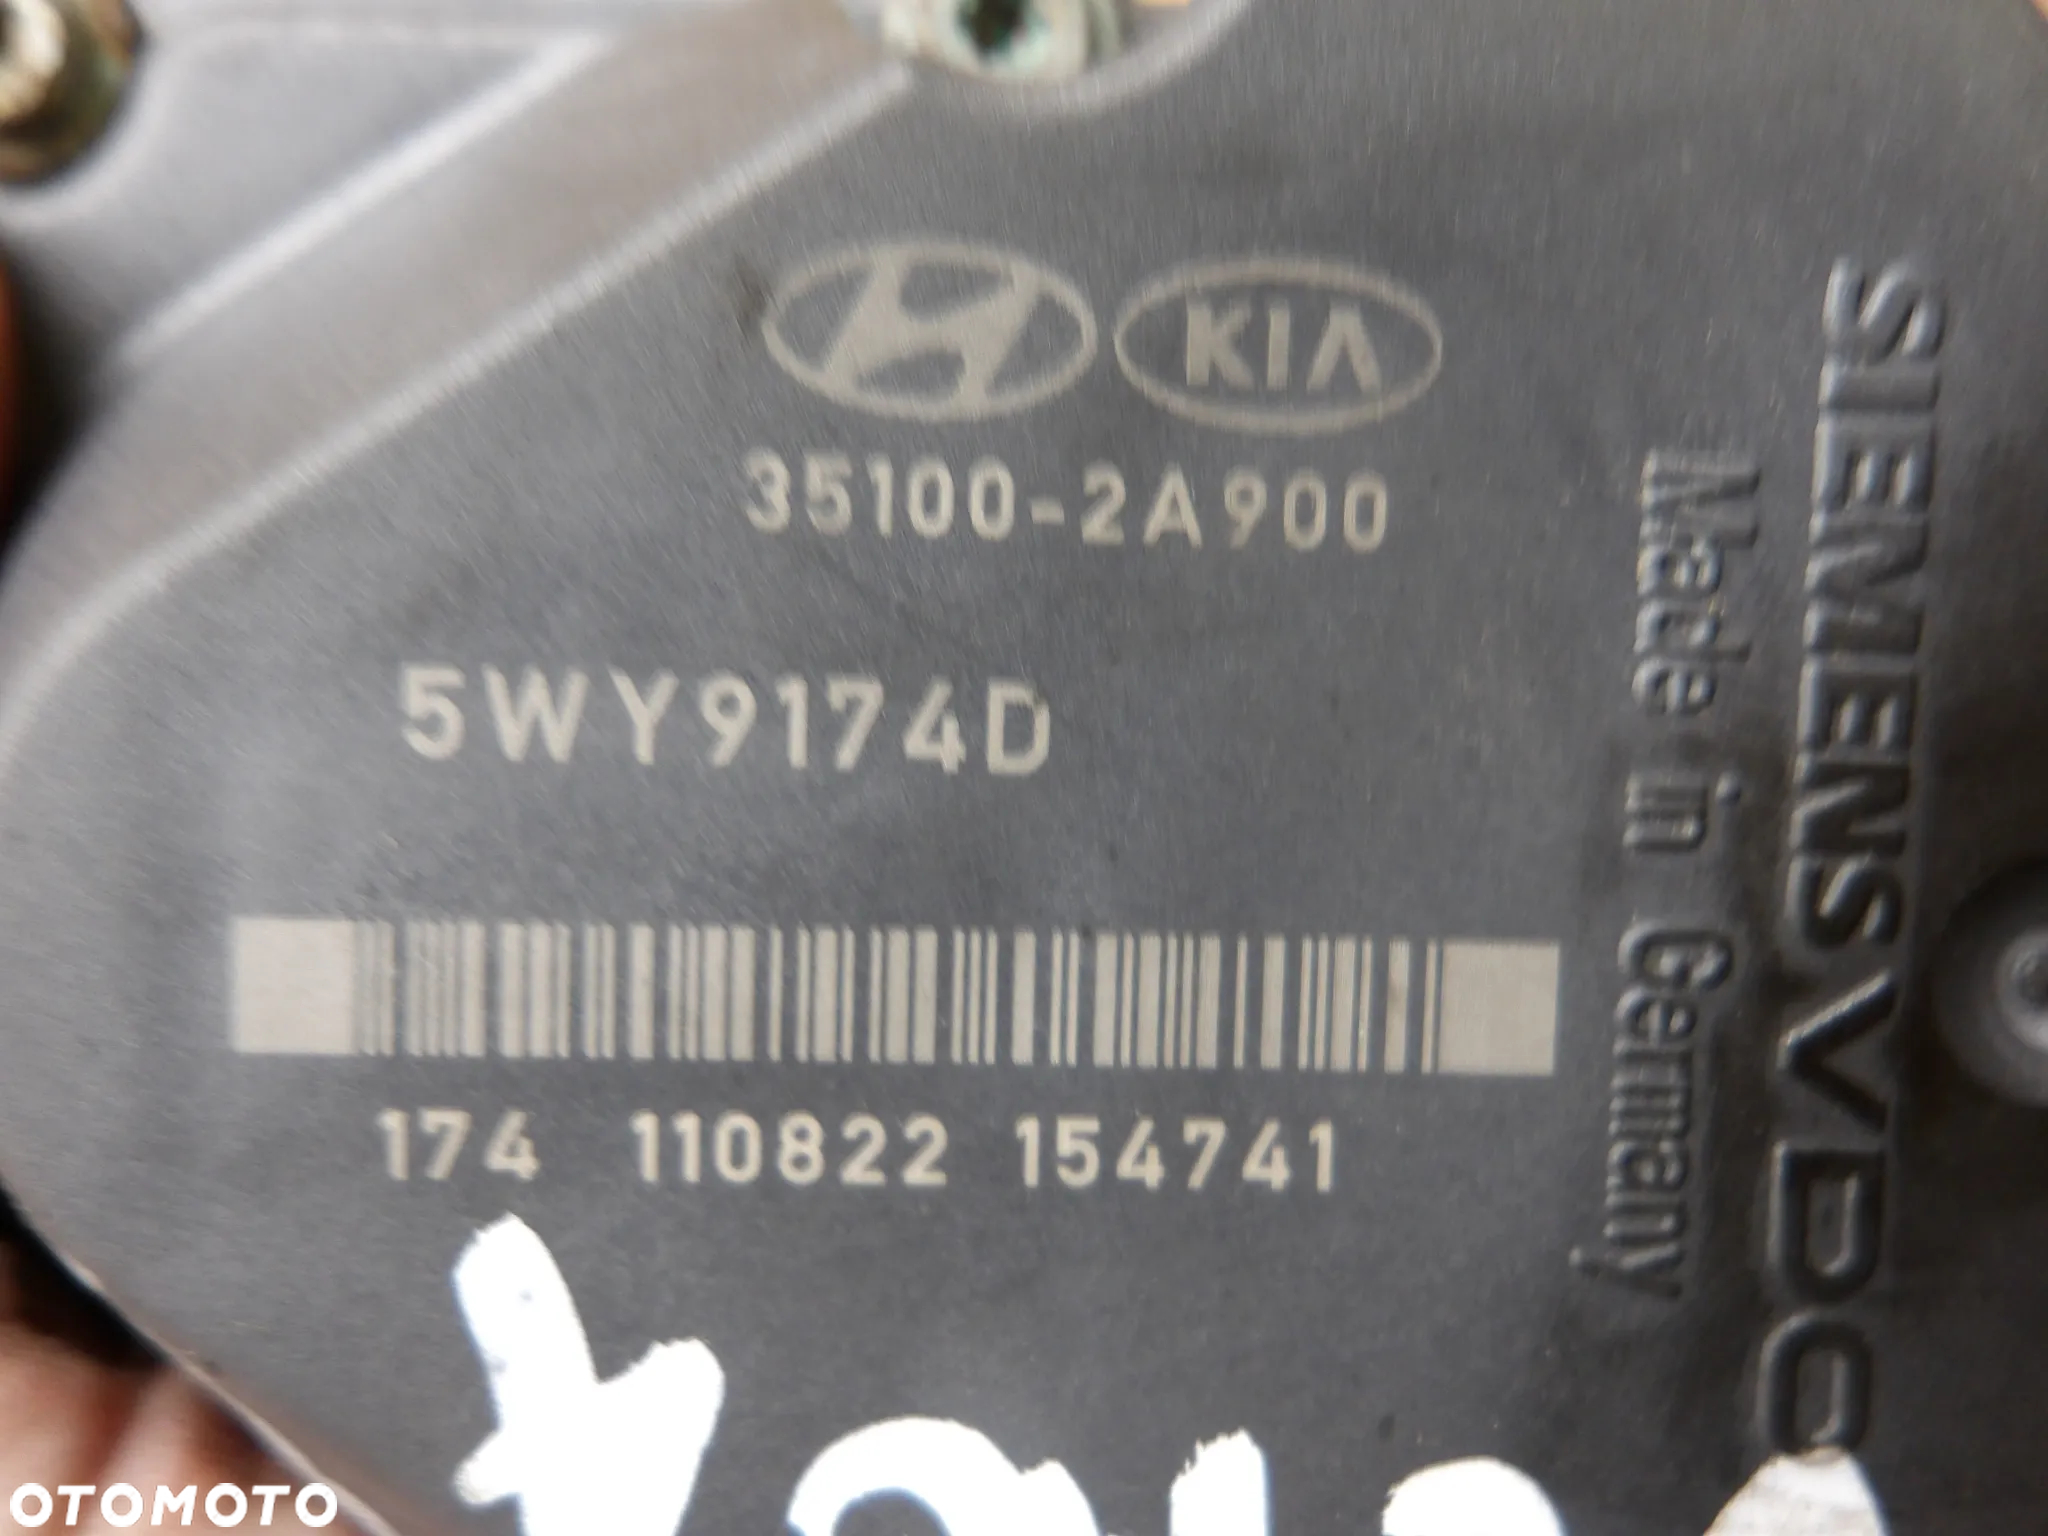 KIA
35100-2A900
5WY9174D
174 110822 154741
Made in Germany
SIEMENS VDO
OTOMOTO